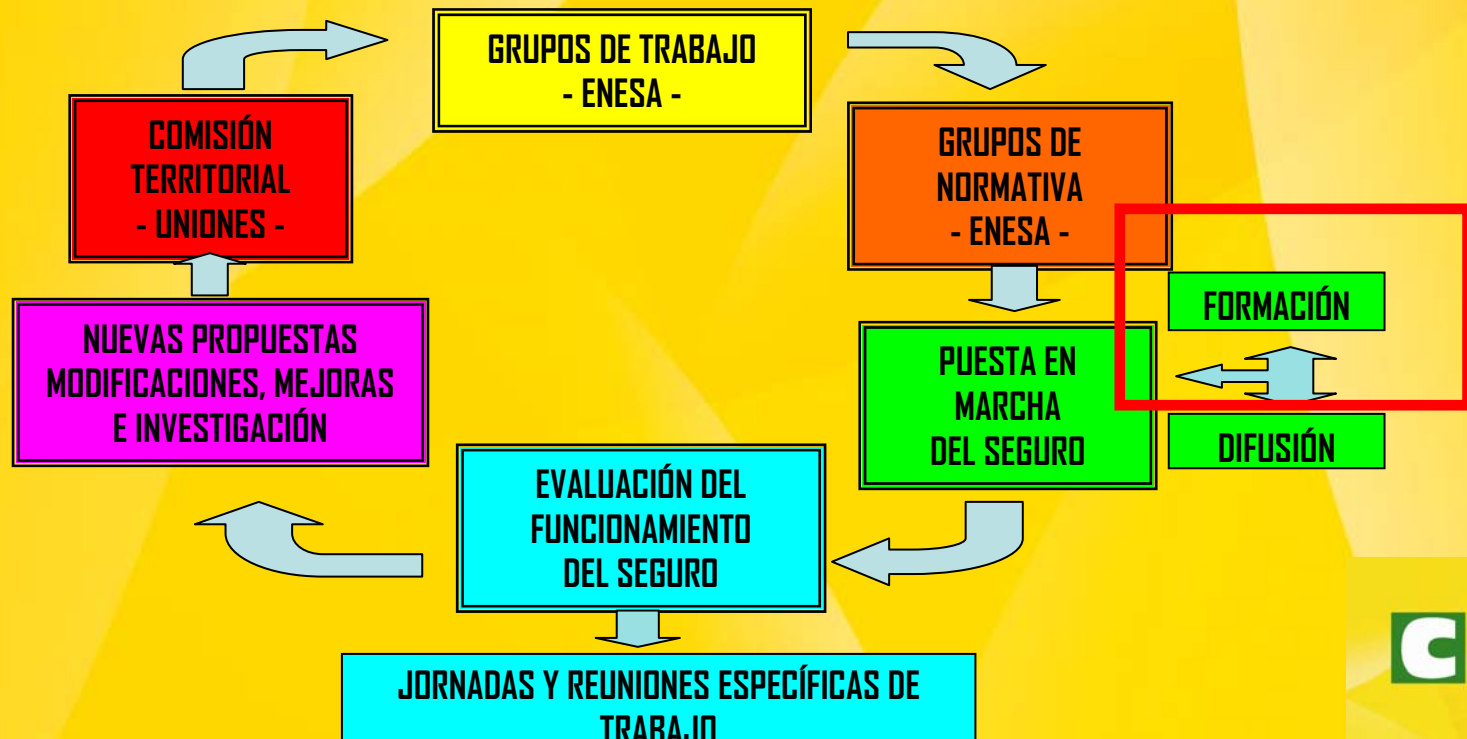 GRUPOS DE TRABAJO
- ENESA -
COMISIÓN
TERRITORIAL
- UNIONES -
GRUPOS DE
NORMATIVA
- ENESA -
FORMACIÓN
NUEVAS PROPUESTAS
MODIFICACIONES, MEJORAS
E INVESTIGACIÓN
PUESTA EN
MARCHA
DEL SEGURO
DIFUSIÓN
EVALUACIÓN DEL
FUNCIONAMIENTO
DEL SEGURO
JORNADAS Y REUNIONES ESPECÍFICAS DE
TRABAJO
C